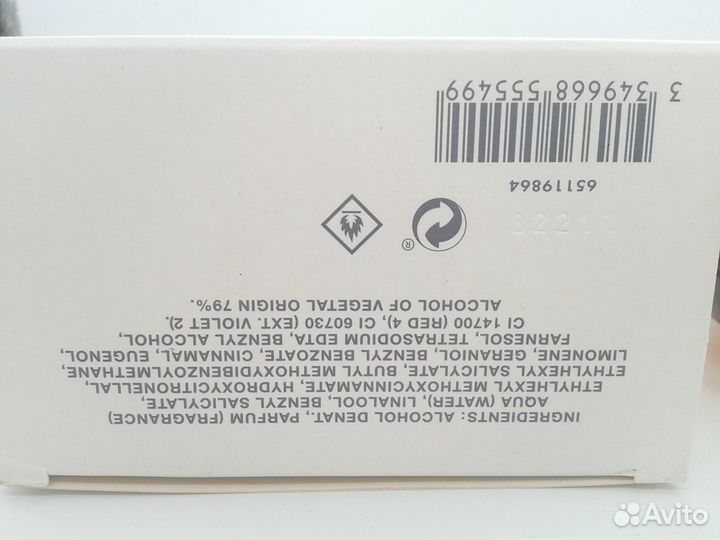 INGREDIENTS: ALCOHOL DENAT., PARFUM (FRAGRANCE)
AQUA (WATER), LINALOOL, BENZYL SALICYLATE,
ETHYLHEXYL METHOXYCINNAMATE, HYDROXYCITRONELLAL,
ETHYLHEXYL SALICYLATE, BUTYL METHOXYDIBENZOYLMETHANE,
LIMONENE, GERANIOL, BENZYL BENZOATE, CINNAMAL, EUGENOL,
FARNESOL, TETRASODIUM EDTA, BENZYL ALCOHOL,
CI 14700 (RED 4), CI 60730 (EXT. VIOLET 2).
ALCOHOL OF VEGETAL ORIGIN 79%.
®
82211
65119864
3 349668 555499
Avito